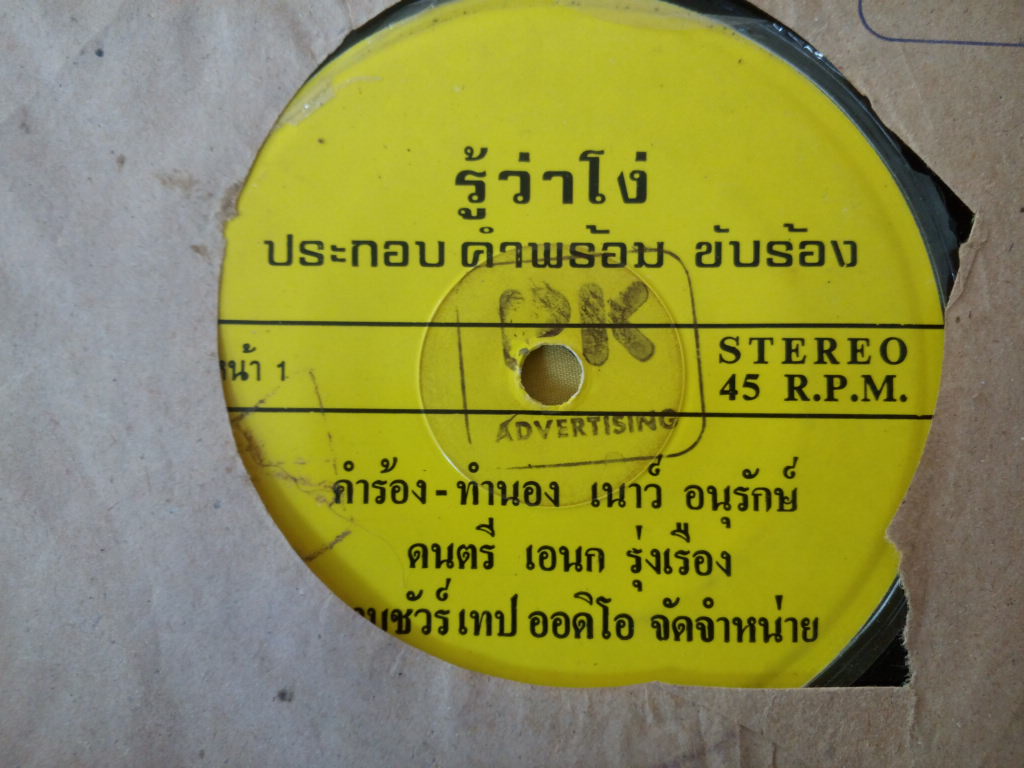 รู้ว่าโง่
ประกอบ คำพร้อม ขับร้อง
PK
ADVERTISING
STEREO
หน้า 1
45 R.P.M.
คำร้อง - ทำนอง เนาว์ อนุรักษ์
ดนตรี เอนก รุ่งเรือง
เทป ออดิโอ จัดจำหน่าย